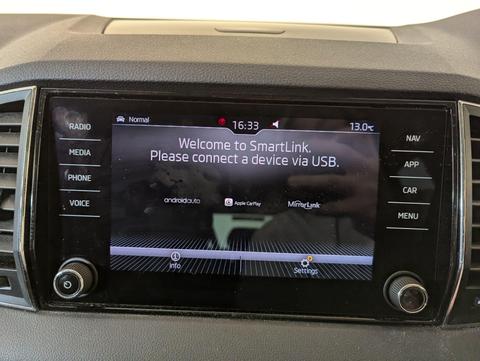 Normal
16:33
13.0°C
RADIO
MEDIA
PHONE
VOICE
Welcome to SmartLink.
Please connect a device via USB.
androidauto
Apple CarPlay
MirrorLink
Info
Settings
NAV
APP
CAR
MENU